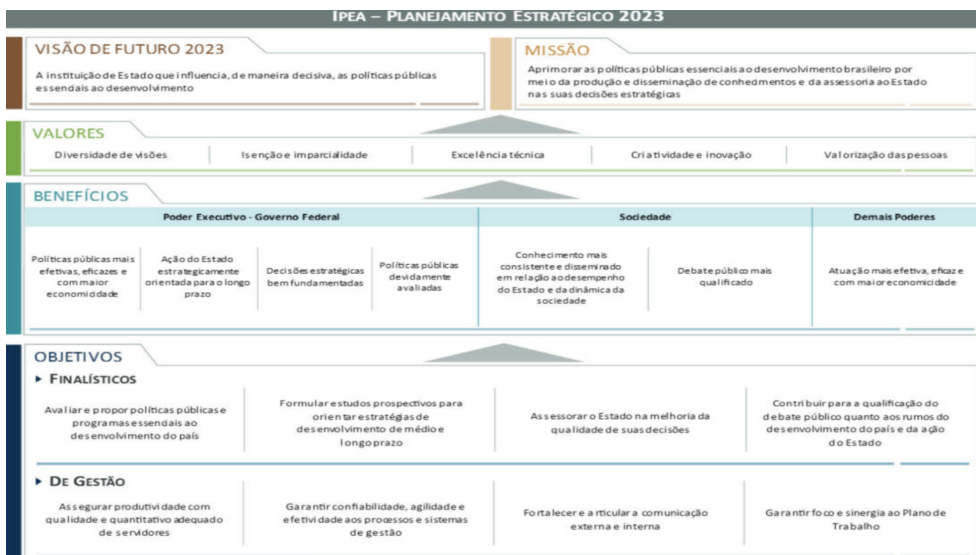 IPEA – PLANEJAMENTO ESTRATÉGICO 2023
VISÃO DE FUTURO 2023
A instituição de Estado que influencia, de maneira decisiva, as políticas públicas
essenciais ao desenvolvimento
MISSÃO
Aprimorar as políticas públicas essenciais ao desenvolvimento brasileiro por
meio da produção e disseminação de conhecimentos e da assessoria ao Estado
nas suas decisões estratégicas
VALORES
Diversidade de visões
Isenção e imparcialidade
Excelência técnica
Criatividade e inovação
Valorização das pessoas
BENEFÍCIOS
Poder Executivo - Governo Federal
Sociedade
Demais Poderes
Políticas públicas mais
efetivas, eficazes e
com maior
economicidade
Ação do Estado
estrategicamente
orientada para o longo
prazo
Decisões estratégicas
bem fundamentadas
Políticas públicas
devidamente
avaliadas
Conhecimento mais
consistente e disseminado
em relação ao desempenho
do Estado e da dinâmica da
sociedade
Debate público mais
qualificado
Atuação mais efetiva, eficaz e
com maior economicidade
OBJETIVOS
FINALÍSTICOS
Avaliar e propor políticas públicas e
programas essenciais ao
desenvolvimento do país
Formular estudos prospectivos para
orientar estratégias de
desenvolvimento de médio e
longo prazo
Assessorar o Estado na melhoria da
qualidade de suas decisões
Contribuir para a qualificação do
debate público quanto aos rumos do
desenvolvimento do país e da ação
do Estado
DE GESTÃO
Assegurar produtividade com
qualidade e quantitativo adequado
de servidores
Garantir confiabilidade, agilidade e
efetividade aos processos e sistemas
de gestão
Fortalecer e articular a comunicação
externa e interna
Garantir foco e sinergia ao Plano de
Trabalho